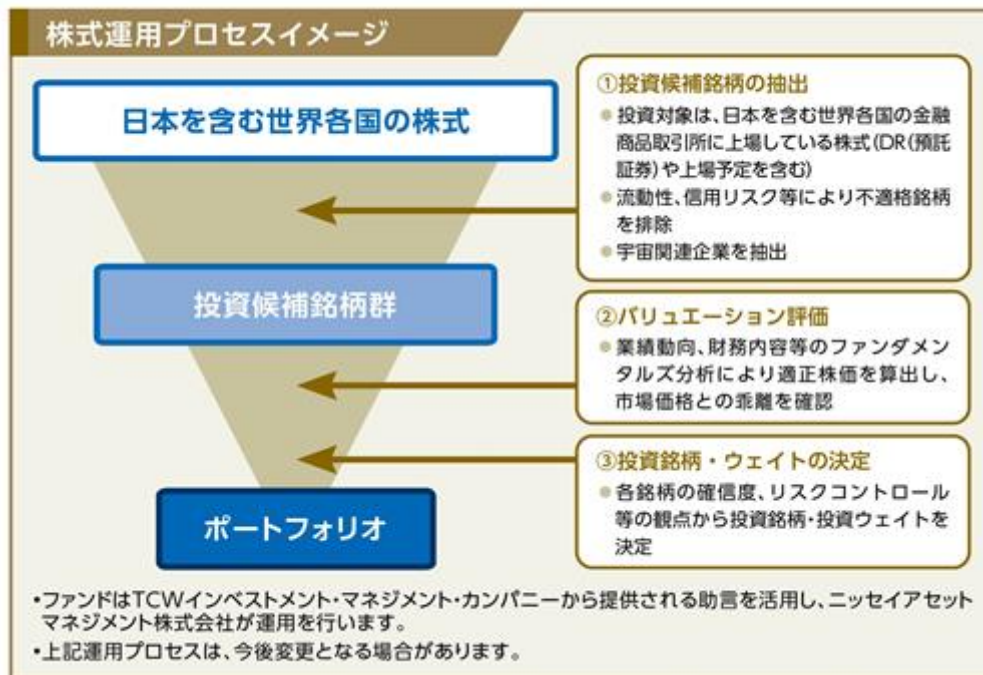 株式運用プロセスイメージ
日本を含む世界各国の株式
投資候補銘柄群
ポートフォリオ
①投資候補銘柄の抽出
●投資対象は、日本を含む世界各国の金融
商品取引所に上場している株式(DR(預託
証券)や上場予定を含む)
●流動性、信用リスク等により不適格銘柄
を排除
●宇宙関連企業を抽出
②バリュエーション評価
●業績動向、財務内容等のファンダメン
タルズ分析により適正株価を算出し、
市場価格との乖離を確認
③投資銘柄・ウェイトの決定
●各銘柄の確信度、リスクコントロール
等の観点から投資銘柄・投資ウェイトを
決定
•ファンドはTCWインベストメント・マネジメント・カンパニーから提供される助言を活用し、ニッセイアセット
マネジメント株式会社が運用を行います。
•上記運用プロセスは、今後変更となる場合があります。